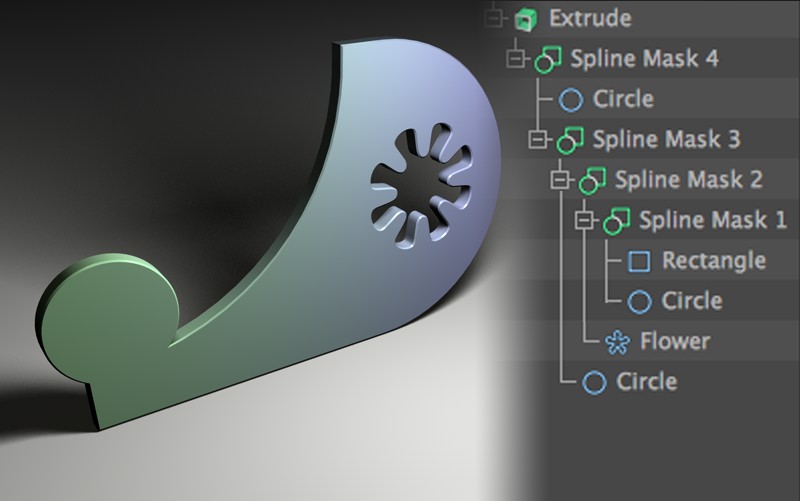 Extrude
Spline Mask 4
Circle
Spline Mask 3
Spline Mask 2
Spline Mask 1
Rectangle
Circle
Flower
Circle